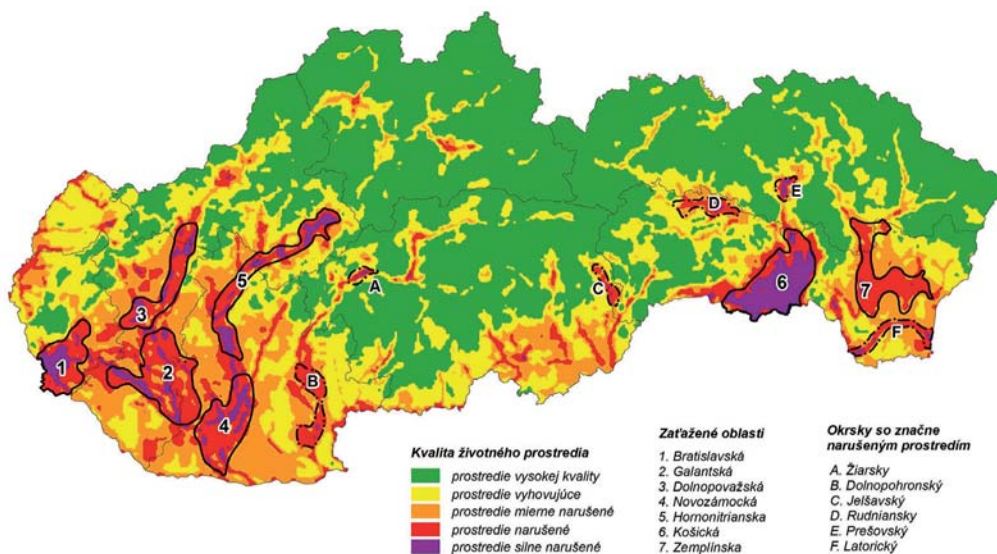 1
2
3
4
5
6
7
A
B
C
D
E
F
Kvalita životného prostredia
prostredie vysokej kvality
prostredie vyhovujúce
prostredie mierne narušené
prostredie narušené
prostredie silne narušené
Zaťažené oblasti
1. Bratislavská
2. Galantská
3. Dolnopovažská
4. Novozámocká
5. Hornonitrianska
6. Košická
7. Zemplínska
Okrsky so značne
narušeným prostredím
A. Žiarsky
B. Dolnopohronský
C. Jelšavský
D. Rudniansky
E. Prešovský
F. Latorický